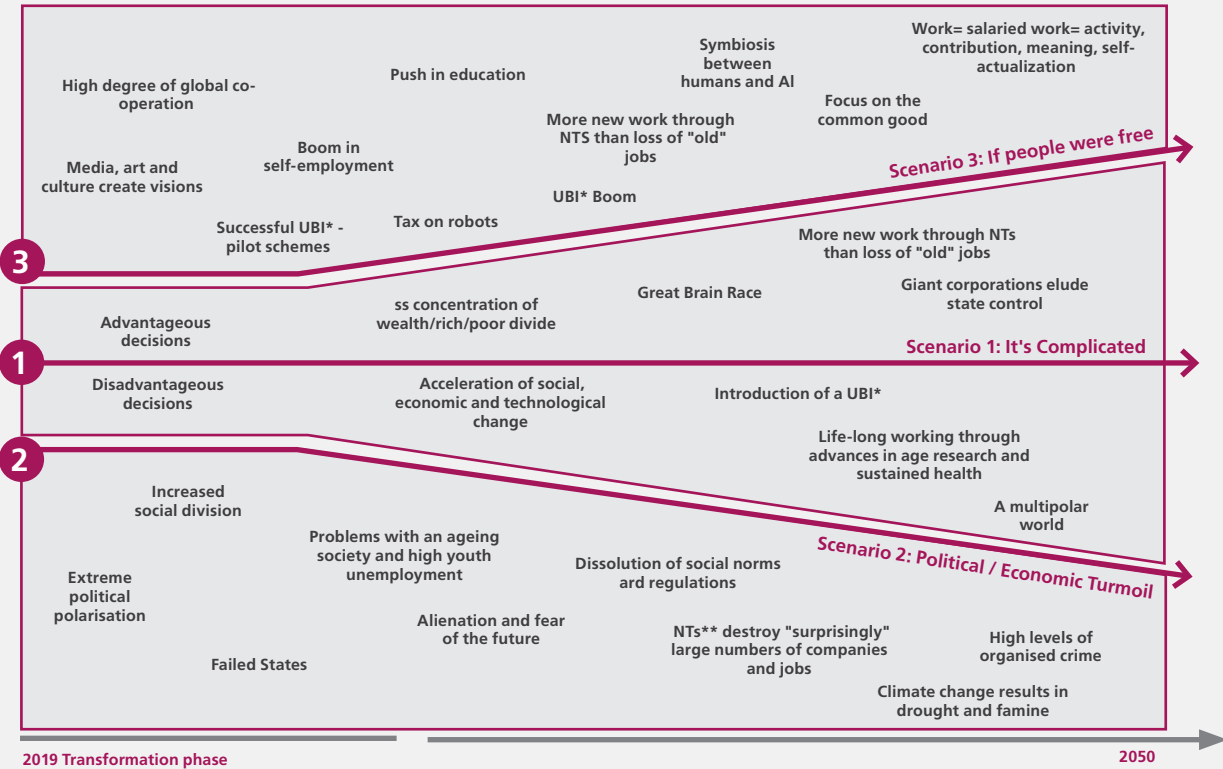 Work= salaried work= activity,
contribution, meaning, self-
actualization
Symbiosis
between
humans and AI
Push in education
High degree of global co-
operation
Focus on the
common good
More new work through
NTS than loss of "old"
jobs
Boom in
self-employment
Media, art and
culture create visions
Scenario 3: If people were free
UBI* Boom
Tax on robots
Successful UBI* -
pilot schemes
3
More new work through NTs
than loss of "old" jobs
Great Brain Race
Giant corporations elude
state control
ss concentration of
wealth/rich/poor divide
Advantageous
decisions
1
Scenario 1: It's Complicated
Disadvantageous
decisions
Acceleration of social,
economic and technological
change
Introduction of a UBI*
Life-long working through
advances in age research and
sustained health
A multipolar
world
2
Scenario 2: Political / Economic Turmoil
Increased
social division
Problems with an ageing
society and high youth
unemployment
Dissolution of social norms
ard regulations
Extreme
political
polarisation
Alienation and fear
of the future
NTs** destroy "surprisingly"
large numbers of companies
and jobs
High levels of
organised crime
Failed States
Climate change results in
drought and famine
2019 Transformation phase
2050